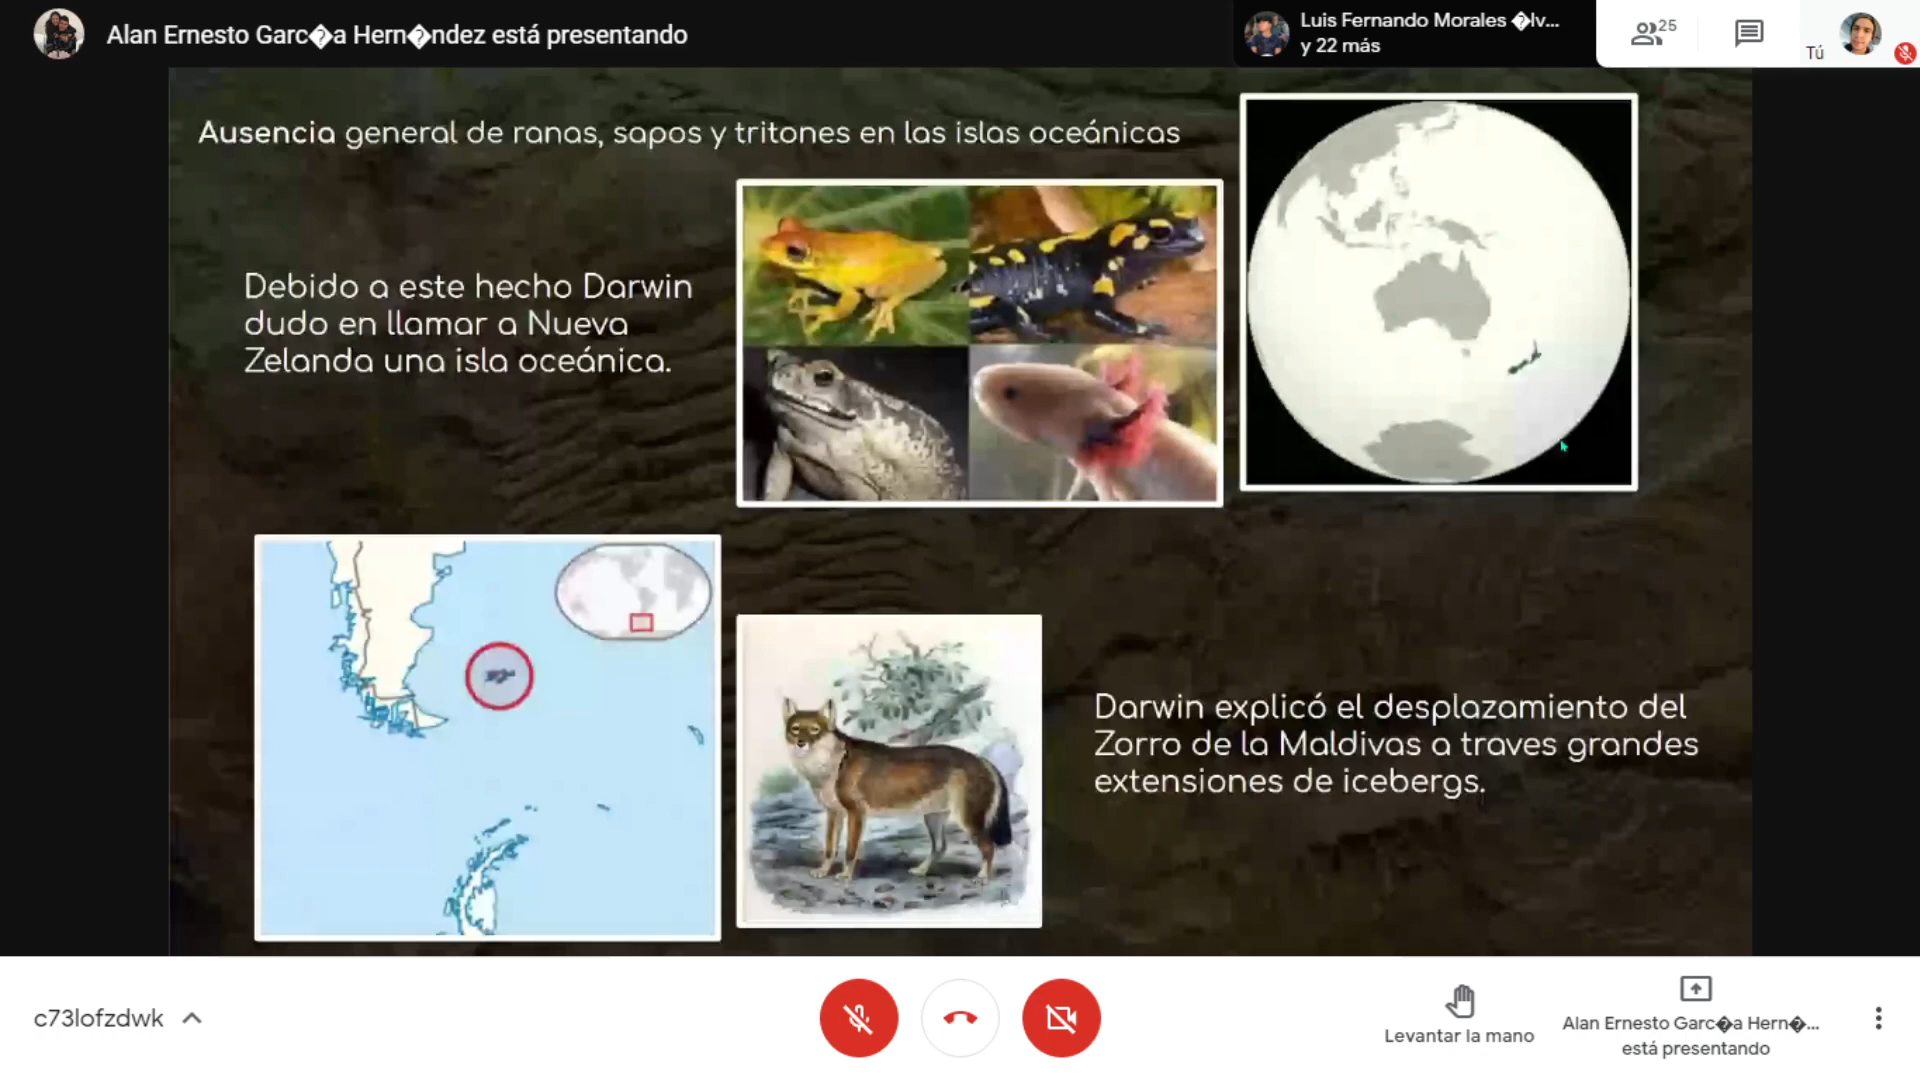 Alan Ernesto Garc�a Hern�ndez está presentando
Luis Fernando Morales �lv...
y 22 más
25
Tú
Ausencia general de ranas, sapos y tritones en las islas oceánicas
Debido a este hecho Darwin
dudo en llamar a Nueva
Zelanda una isla oceánica.
Darwin explicó el desplazamiento del
Zorro de la Maldivas a traves grandes
extensiones de icebergs.
c73lofzdwk
Levantar la mano
Alan Ernesto Garc�a Hern�...
está presentando